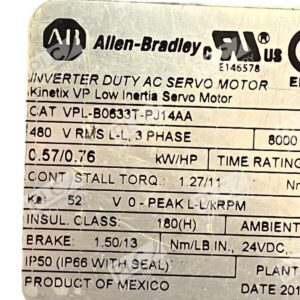 AB Allen-Bradley c UL us
E146578
INVERTER DUTY AC SERVO MOTOR
Kinetix VP Low Inertia Servo Motor
CAT VPL-B0633T-PJ14AA
480 V RMS L-L, 3 PHASE 8000
0.57/0.76 kW/HP TIME RATING
CONT STALL TORQ. : 1.27/11 N
Ke: 52 V 0-PEAK L-L/kRPM
INSUL. CLASS: 180(H) AMBIENT
BRAKE: 1.50/13 Nm/LB IN., 24VDC,
IP50 (IP66 WITH SEAL) PLANT
PRODUCT OF MEXICO DATE 201